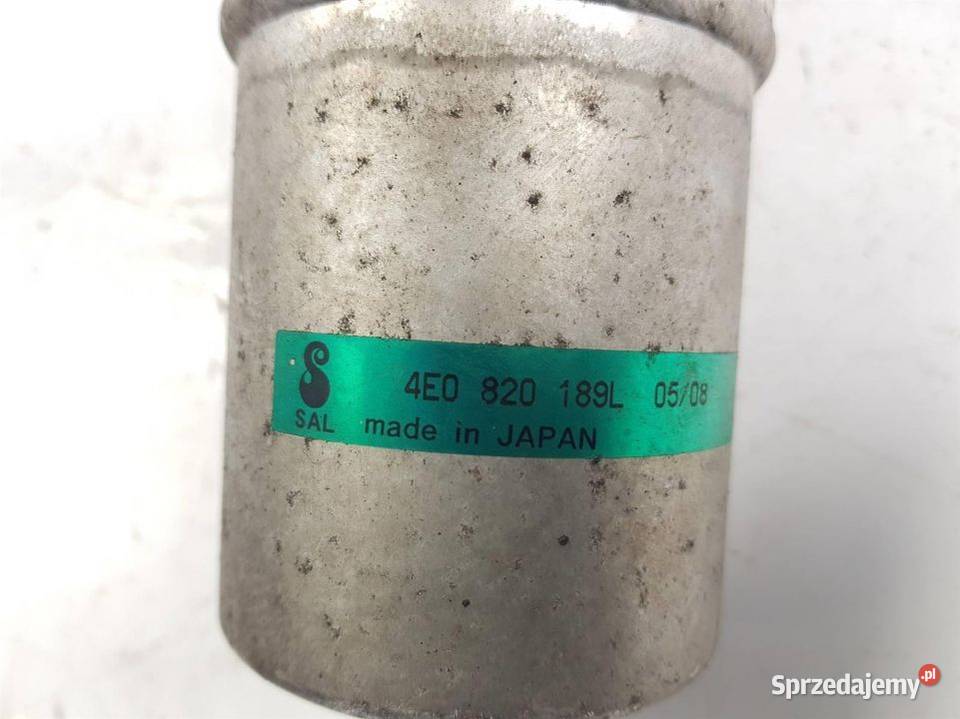 4E0 820 189L 05/08
SAL made in JAPAN
Sprzedajemy.pl